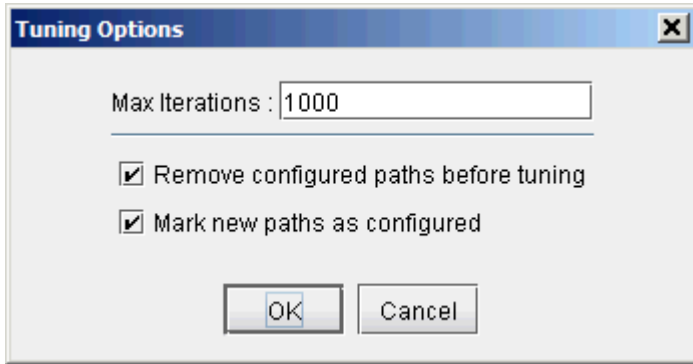 Tuning Options
Max Iterations : 1000
Remove configured paths before tuning
Mark new paths as configured
OK Cancel